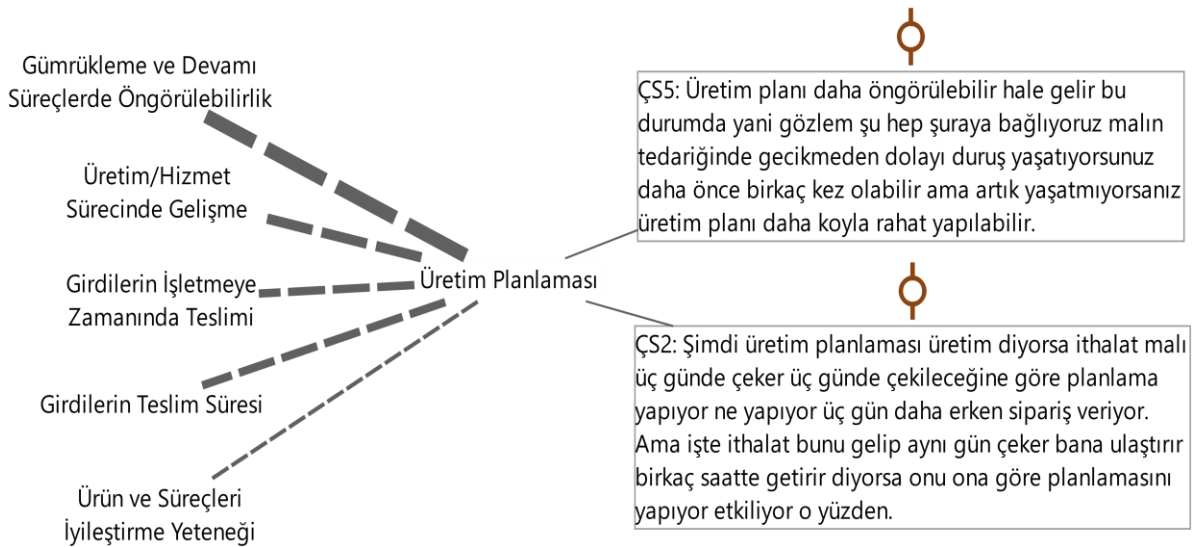 Gümrükleme ve Devamı
Süreçlerde Öngörülebilirlik
Üretim/Hizmet
Sürecinde Gelişme
Girdilerin İşletmeye
Zamanında Teslimi
Girdilerin Teslim Süresi
Ürün ve Süreçleri
İyileştirme Yeteneği
Üretim Planlaması
ÇS5: Üretim planı daha öngörülebilir hale gelir bu
durumda yani gözlem şu hep şuraya bağlıyoruz malın
tedariğinde gecikmeden dolayı duruş yaşatıyorsunuz
daha önce birkaç kez olabilir ama artık yaşatmıyorsanız
üretim planı daha koyla rahat yapılabilir.
ÇS2: Şimdi üretim planlaması üretim diyorsa ithalat malı
üç günde çeker üç günde çekileceğine göre planlama
yapıyor ne yapıyor üç gün daha erken sipariş veriyor.
Ama işte ithalat bunu gelip aynı gün çeker bana ulaştırır
birkaç saatte getirir diyorsa onu ona göre planlamasını
yapıyor etkiliyor o yüzden.